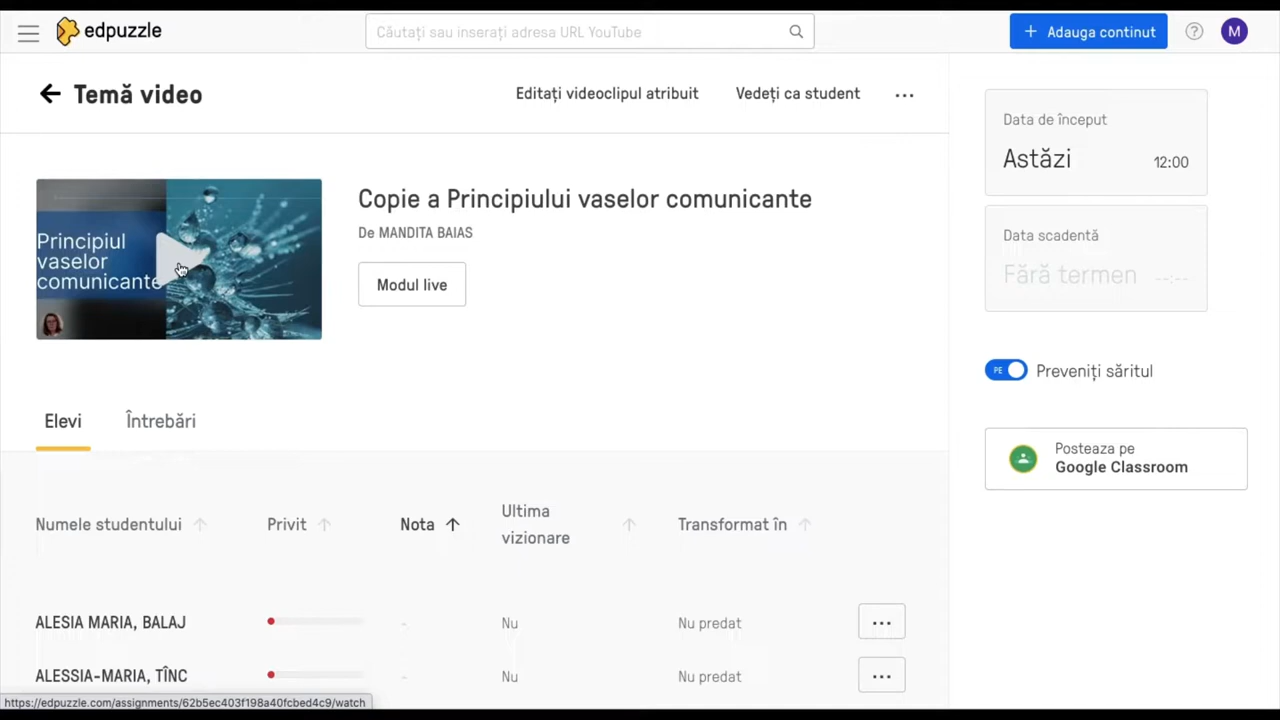 edpuzzle
Căutați sau inserați adresa URL YouTube
+ Adauga continut
?
M
Temă video
Editați videoclipul atribuit
Vedeți ca student
...
Principiul
vaselor
comunicante
Copie a Principiului vaselor comunicante
De MANDITA BAIAS
Modul live
Data de început
Astăzi 12:00
Data scadentă
Fără termen --:--
PE Preveniți săritul
Posteaza pe
Google Classroom
Elevi
Întrebări
Numele studentului
Privit
Nota
Ultima
vizionare
Transformat în
ALESIA MARIA, BALAJ - Nu Nu predat ...
ALESSIA-MARIA, TÎNC - Nu Nu predat ...
https://edpuzzle.com/assignments/62b5ec403f198a40fcbed4c9/watch